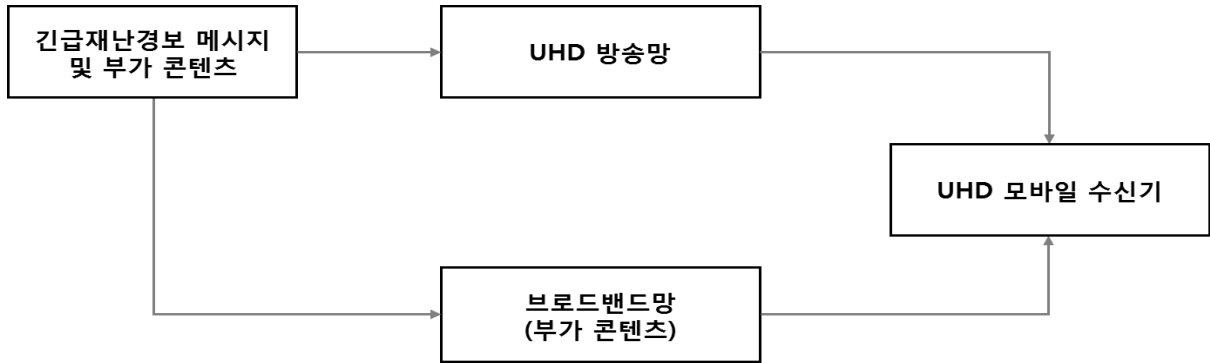 긴급재난경보 메시지
및 부가 콘텐츠
UHD 방송망
UHD 모바일 수신기
브로드밴드망
(부가 콘텐츠)